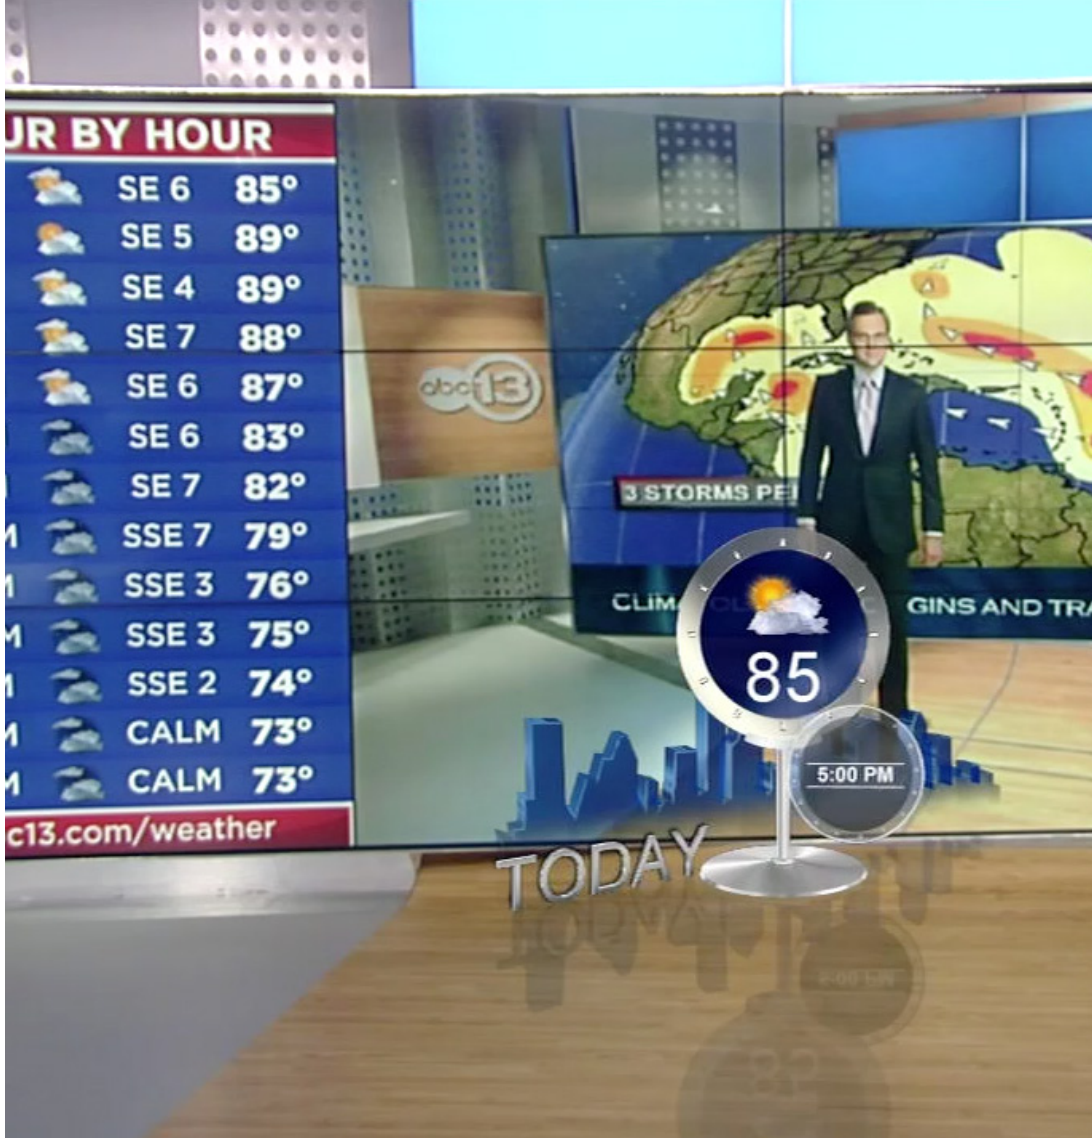 UR BY HOUR
SE 6 85°
SE 5 89°
SE 4 89°
SE 7 88°
SE 6 87°
SE 6 83°
SE 7 82°
M SSE 7 79°
SSE 3 76°
M SSE 3 75°
SSE 2 74°
CALM 73°
M CALM 73°
c13.com/weather
abc 13
3 STORMS PE
CLIM
GINS AND TR
85
5:00 PM
TODAY